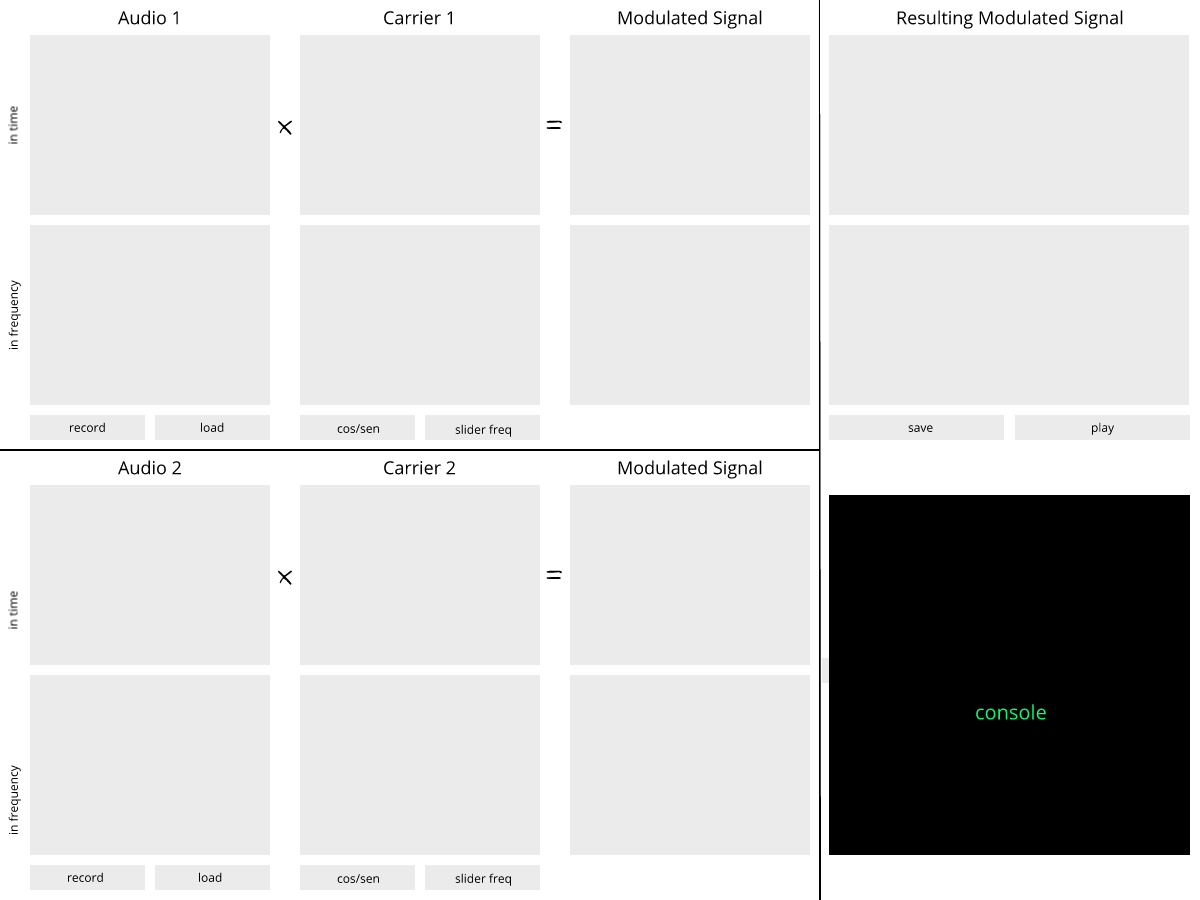 Audio 1
Carrier 1
Modulated Signal
Resulting Modulated Signal
in time
×
=
in frequency
record
load
cos/sen
slider freq
save
play
Audio 2
Carrier 2
Modulated Signal
in time
×
=
in frequency
console
record
load
cos/sen
slider freq